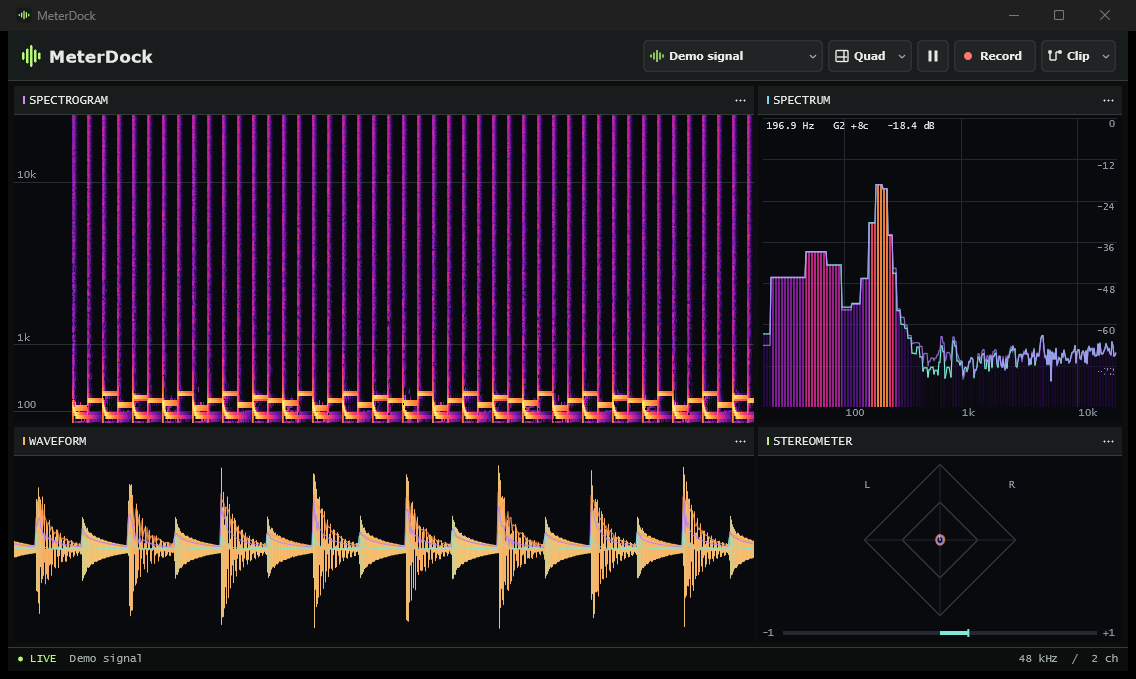 MeterDock
MeterDock
Demo signal
Quad
Record
Clip
SPECTROGRAM
10k
1k
100
SPECTRUM
196.9 Hz G2 +8c -18.4 dB
0
-12
-24
-36
-48
-60
-72
100 1k 10k
WAVEFORM
STEREOMETER
L R
-1 +1
LIVE Demo signal
48 kHz / 2 ch